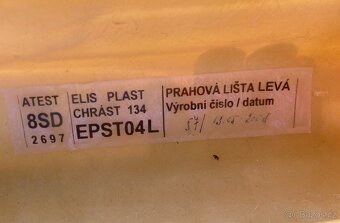 ATEST
8SD
2697
ELIS PLAST
CHRÁST 134
EPST04L
PRAHOVÁ LIŠTA LEVÁ
Výrobní číslo / datum